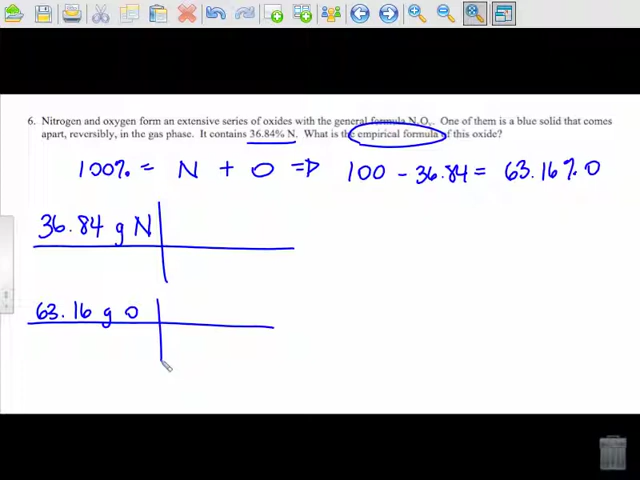 6. Nitrogen and oxygen form an extensive series of oxides with the general formula NxOy. One of them is a blue solid that comes
apart, reversibly, in the gas phase. It contains 36.84% N. What is the empirical formula of this oxide?
100% = N + O => 100 - 36.84 = 63.16% O
36.84 g N
63.16 g O